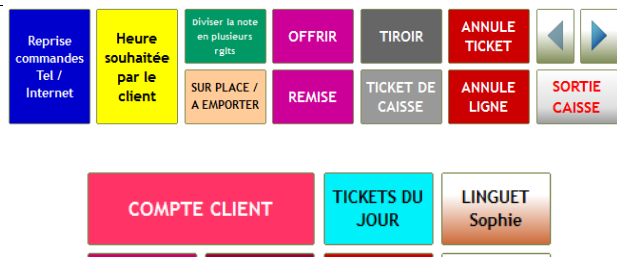 Reprise
commandes
Tel /
Internet
Heure
souhaitée
par le
client
Diviser la note
en plusieurs
rglts
SUR PLACE /
A EMPORTER
OFFRIR
REMISE
TIROIR
TICKET DE
CAISSE
ANNULE
TICKET
ANNULE
LIGNE
SORTIE
CAISSE
COMPTE CLIENT
TICKETS DU
JOUR
LINGUET
Sophie